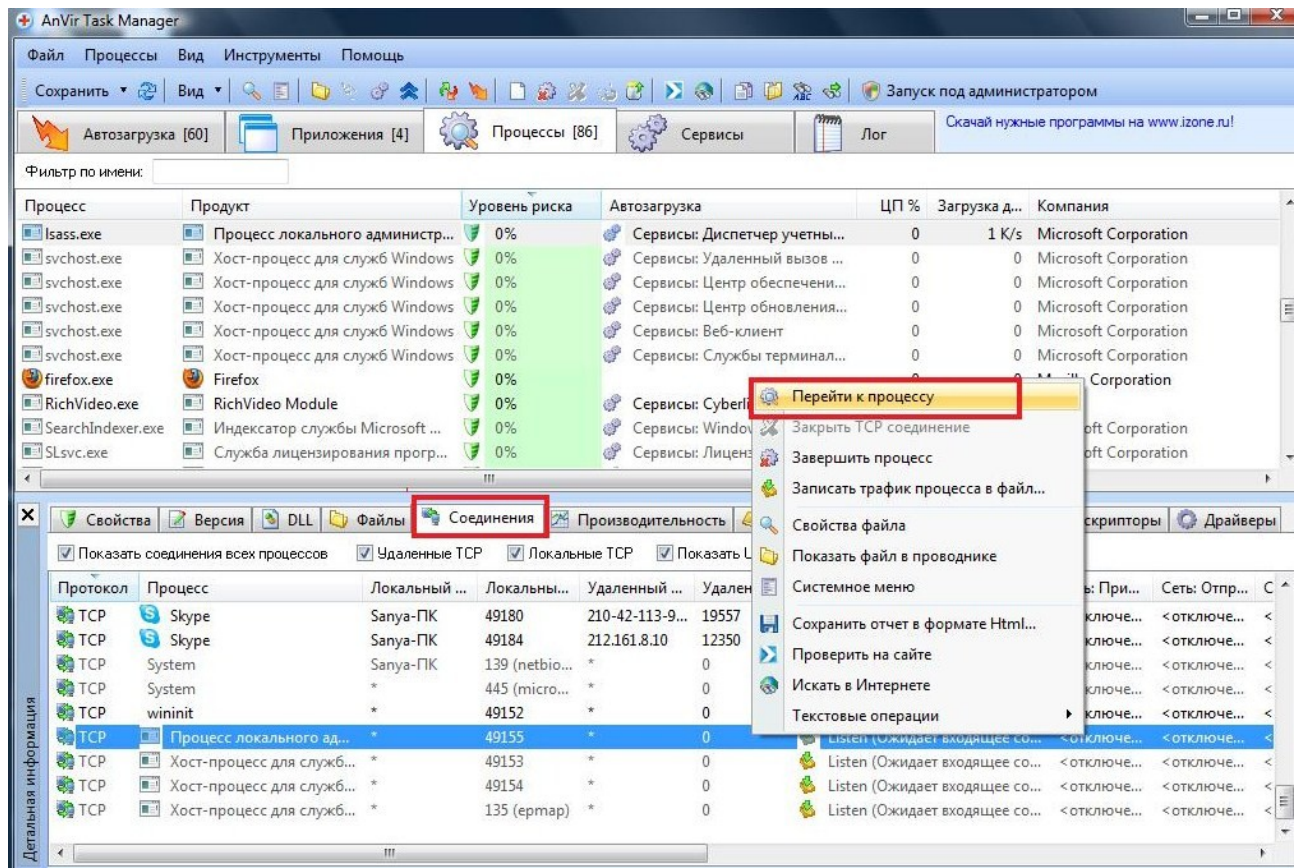 AnVir Task Manager
Файл Процессы Вид Инструменты Помощь
Сохранить Вид Запуск под администратором
Автозагрузка [60] Приложения [4] Процессы [86] Сервисы Лог Скачай нужные программы на www.izone.ru!
Фильтр по имени:
Процесс Продукт Уровень риска Автозагрузка ЦП % Загрузка д... Компания
lsass.exe Процесс локального администр... 0% Сервисы: Диспетчер учетны... 0 1 K/s Microsoft Corporation
svchost.exe Хост-процесс для служб Windows 0% Сервисы: Удаленный вызов ... 0 0 Microsoft Corporation
svchost.exe Хост-процесс для служб Windows 0% Сервисы: Центр обеспечени... 0 0 Microsoft Corporation
svchost.exe Хост-процесс для служб Windows 0% Сервисы: Центр обновления... 0 0 Microsoft Corporation
svchost.exe Хост-процесс для служб Windows 0% Сервисы: Веб-клиент 0 0 Microsoft Corporation
svchost.exe Хост-процесс для служб Windows 0% Сервисы: Службы терминал... 0 0 Microsoft Corporation
firefox.exe Firefox 0% Corporation
RichVideo.exe RichVideo Module 0% Сервисы: Cyberli
SearchIndexer.exe Индексатор службы Microsoft ... 0% Сервисы: Windov oft Corporation
SLsvc.exe Служба лицензирования прогр... 0% Сервисы: Лиценз oft Corporation
Перейти к процессу
Закрыть TCP соединение
Завершить процесс
Записать трафик процесса в файл...
Свойства файла
Показать файл в проводнике
Системное меню
Сохранить отчет в формате Html...
Проверить на сайте
Искать в Интернете
Текстовые операции
Свойства Версия DLL Файлы Соединения Производительность скрипторы Драйверы
Показать соединения всех процессов Удаленные TCP Локальные TCP Показать U
Протокол Процесс Локальный ... Локальны... Удаленный ... Удален ь: При... Сеть: Отпр... С
TCP Skype Sanya-ПК 49180 210-42-113-9... 19557 ключе... <отключе... <
TCP Skype Sanya-ПК 49184 212.161.8.10 12350 ключе... <отключе... <
TCP System Sanya-ПК 139 (netbio... * 0 ключе... <отключе... <
TCP System * 445 (micro... * 0 ключе... <отключе... <
TCP wininit * 49152 * 0 ключе... <отключе... <
TCP Процесс локального ад... * 49155 * 0 Listen (Ожидает входящее со... <отключе... <отключе... <
TCP Хост-процесс для служб... * 49153 * 0 Listen (Ожидает входящее со... <отключе... <отключе... <
TCP Хост-процесс для служб... * 49154 * 0 Listen (Ожидает входящее со... <отключе... <отключе... <
TCP Хост-процесс для служб... * 135 (epmap) * 0 Listen (Ожидает входящее со... <отключе... <отключе... <
Детальная информация